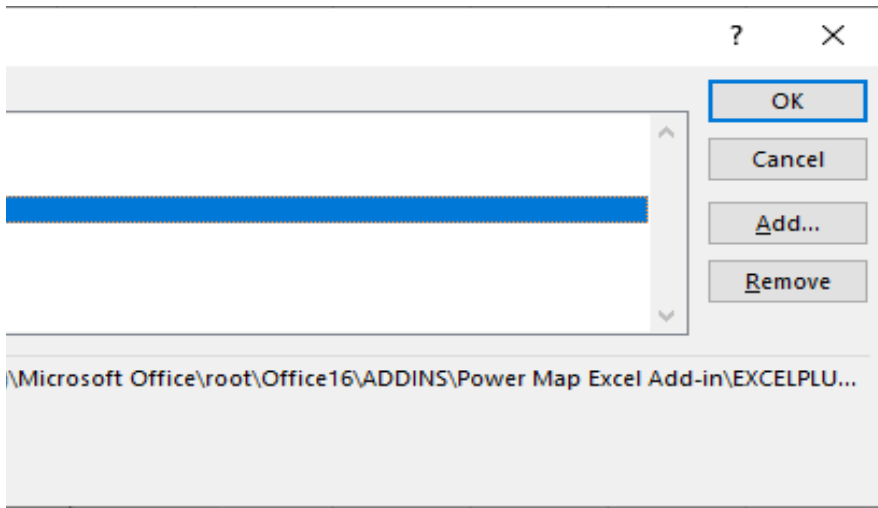 ?
OK
Cancel
Add...
Remove
\Microsoft Office\root\Office16\ADDINS\Power Map Excel Add-in\EXCELPLU...